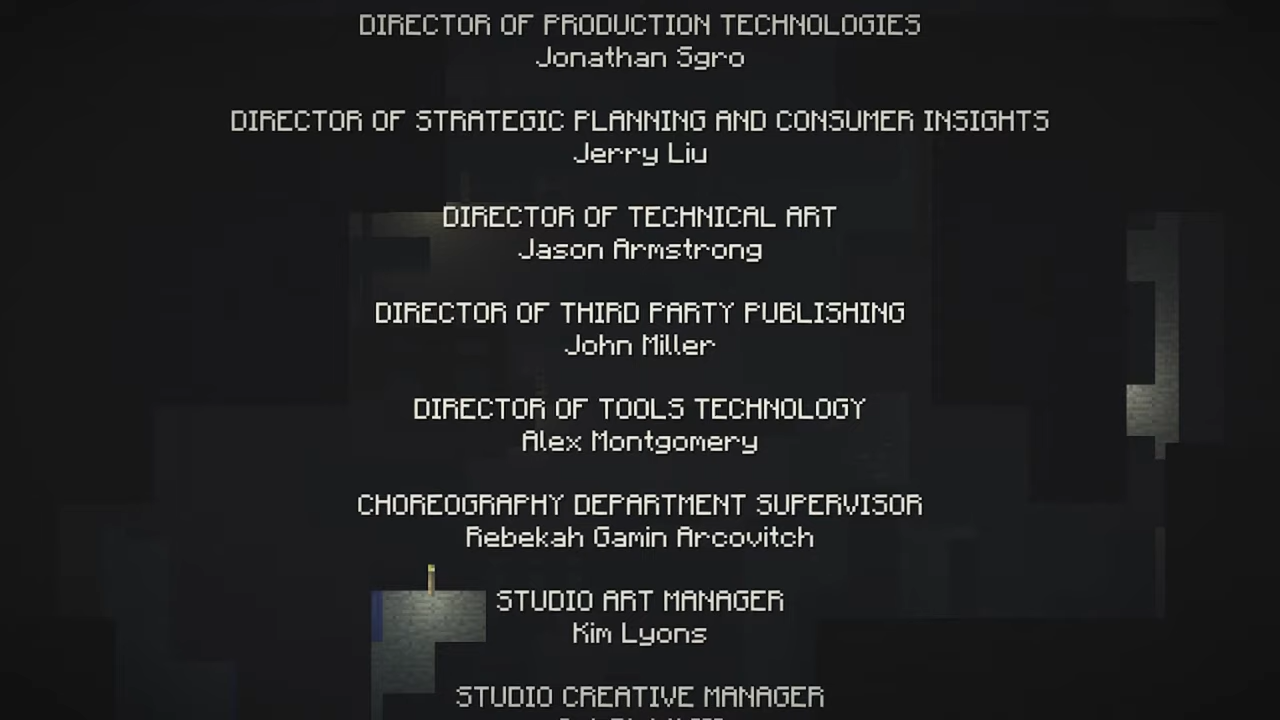 DIRECTOR OF PRODUCTION TECHNOLOGIES
Jonathan Sgro
DIRECTOR OF STRATEGIC PLANNING AND CONSUMER INSIGHTS
Jerry Liu
DIRECTOR OF TECHNICAL ART
Jason Armstrong
DIRECTOR OF THIRD PARTY PUBLISHING
John Miller
DIRECTOR OF TOOLS TECHNOLOGY
Alex Montgomery
CHOREOGRAPHY DEPARTMENT SUPERVISOR
Rebekah Gamin Arcovitch
STUDIO ART MANAGER
Kim Lyons
STUDIO CREATIVE MANAGER